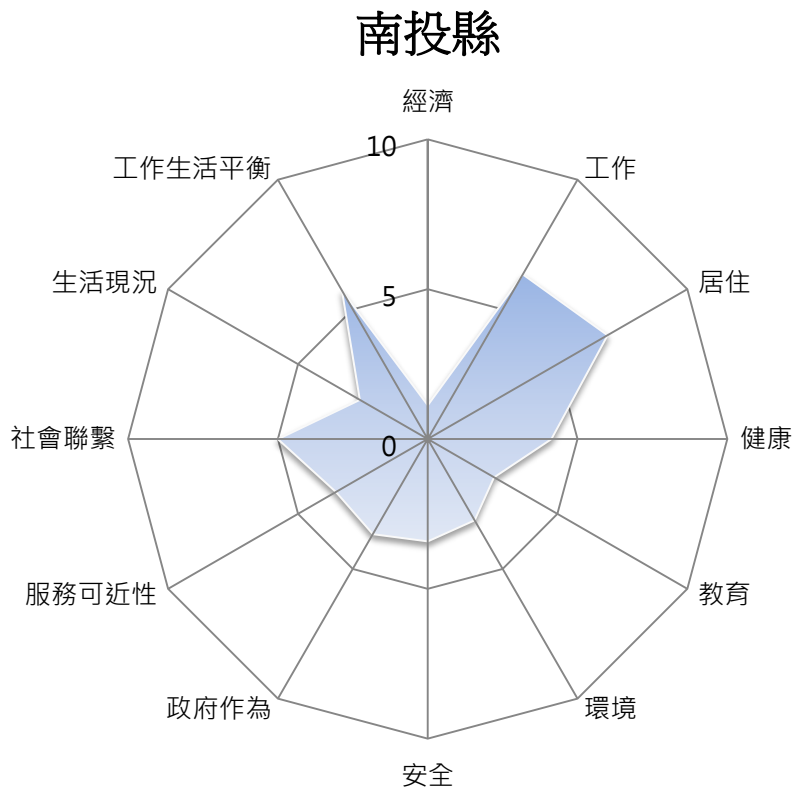 南投縣
經濟
10
工作生活平衡
工作
生活現況
5
居住
社會聯繫
0
健康
服務可近性
教育
政府作為
環境
安全